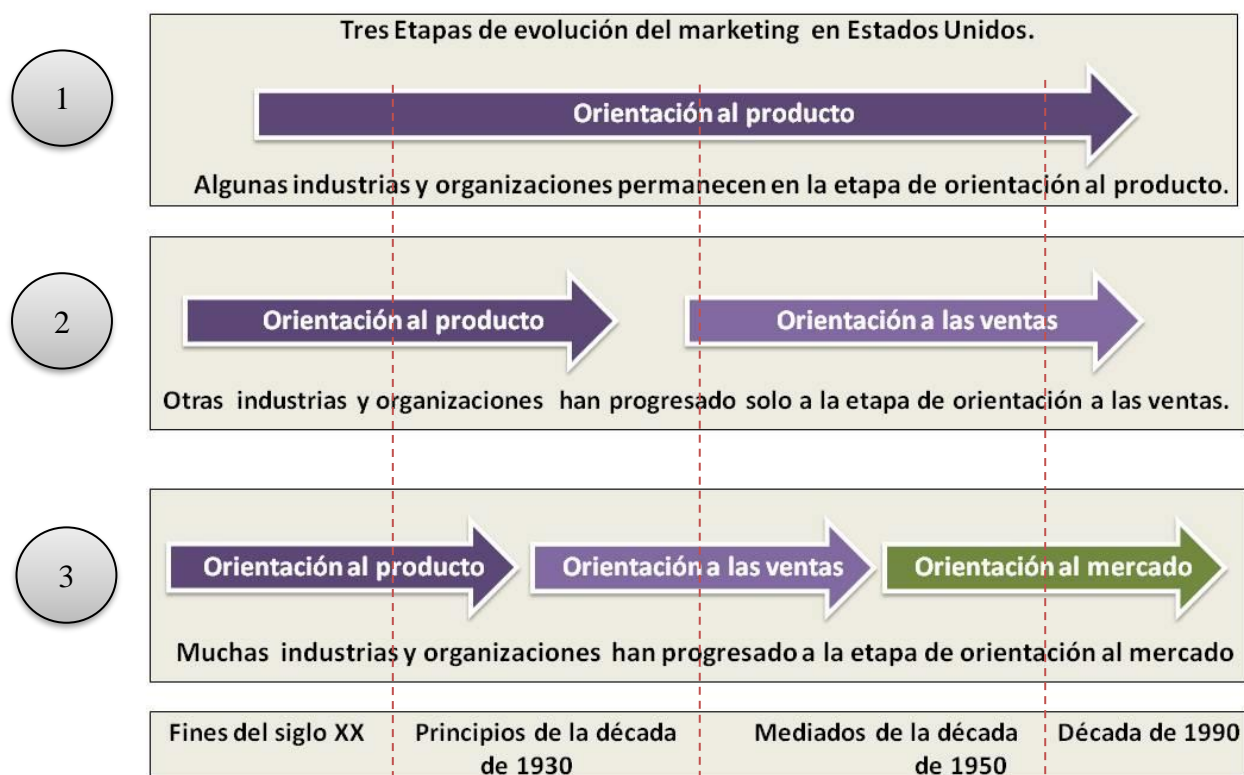 Tres Etapas de evolución del marketing en Estados Unidos.
1
Orientación al producto
Algunas industrias y organizaciones permanecen en la etapa de orientación al producto.
2
Orientación al producto
Orientación a las ventas
Otras industrias y organizaciones han progresado solo a la etapa de orientación a las ventas.
3
Orientación al producto
Orientación a las ventas
Orientación al mercado
Muchas industrias y organizaciones han progresado a la etapa de orientación al mercado
Fines del siglo XX
Principios de la década
de 1930
Mediados de la década
de 1950
Década de 1990